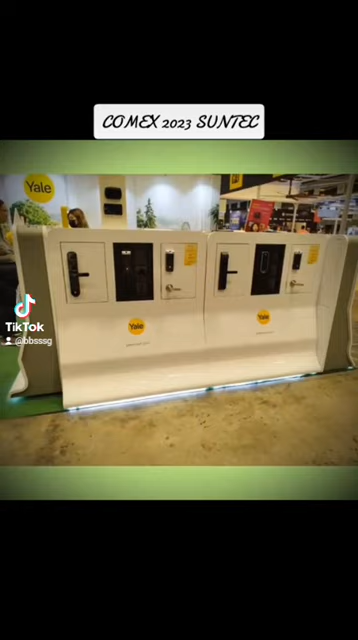 COMEX 2023 SUNTEC
Yale
Yale
Yale
TikTok
@bbsssg